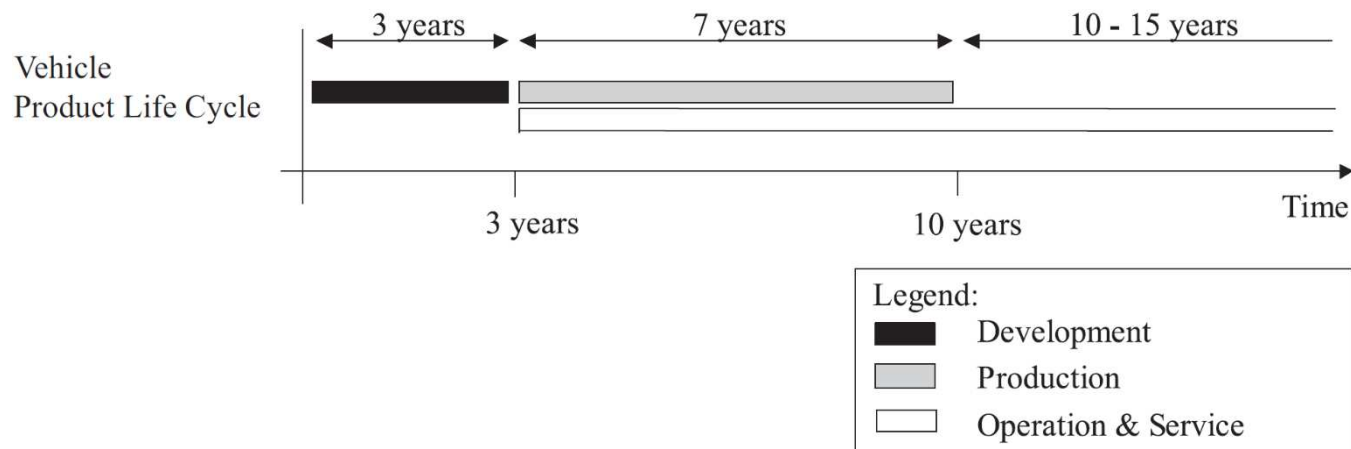 3 years
7 years
10 - 15 years
Vehicle
Product Life Cycle
3 years
10 years
Time
Legend:
Development
Production
Operation & Service